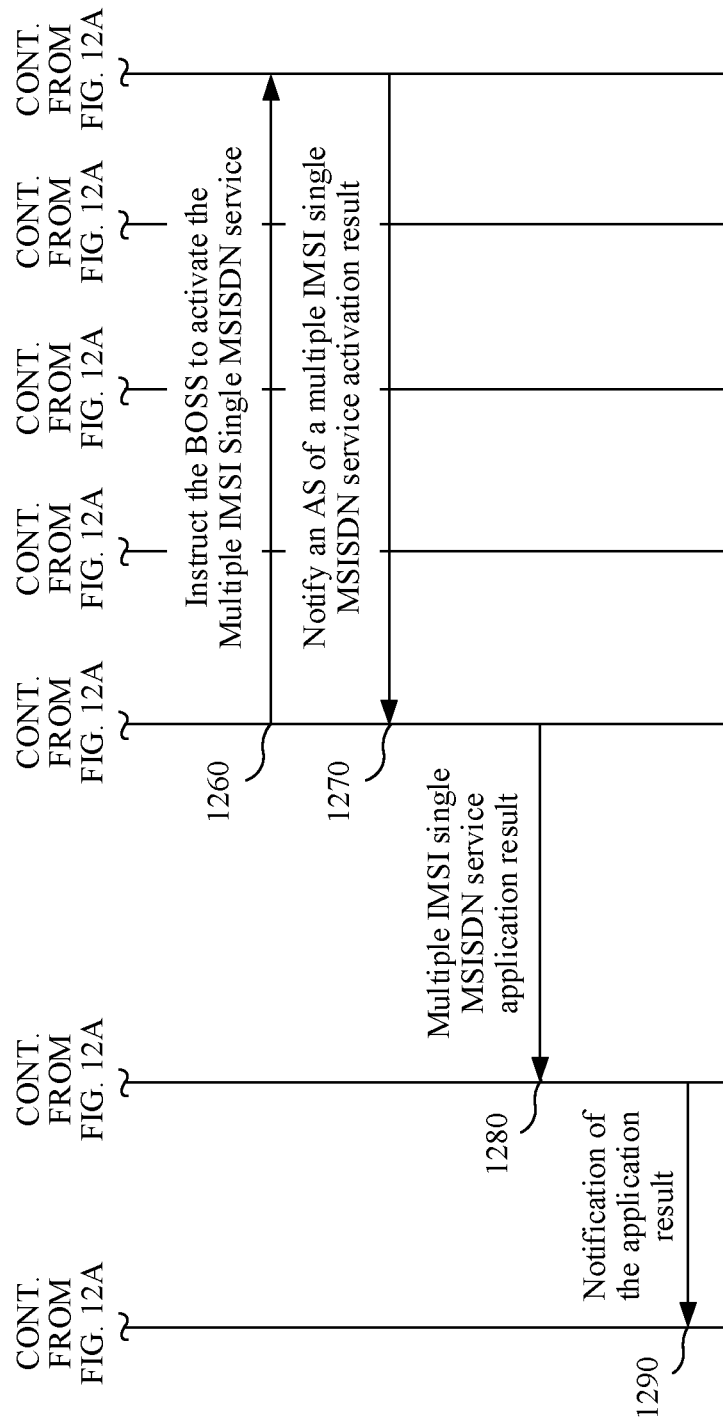 CONT.
FROM
FIG. 12A
CONT.
FROM
FIG. 12A
CONT.
FROM
FIG. 12A
CONT.
FROM
FIG. 12A
CONT.
FROM
FIG. 12A
CONT.
FROM
FIG. 12A
CONT.
FROM
FIG. 12A
Instruct the BOSS to activate the
Multiple IMSI Single MSISDN service
1260
Notify an AS of a multiple IMSI single
MSISDN service activation result
1270
Multiple IMSI single
MSISDN service
application result
1280
Notification of
the application
result
1290